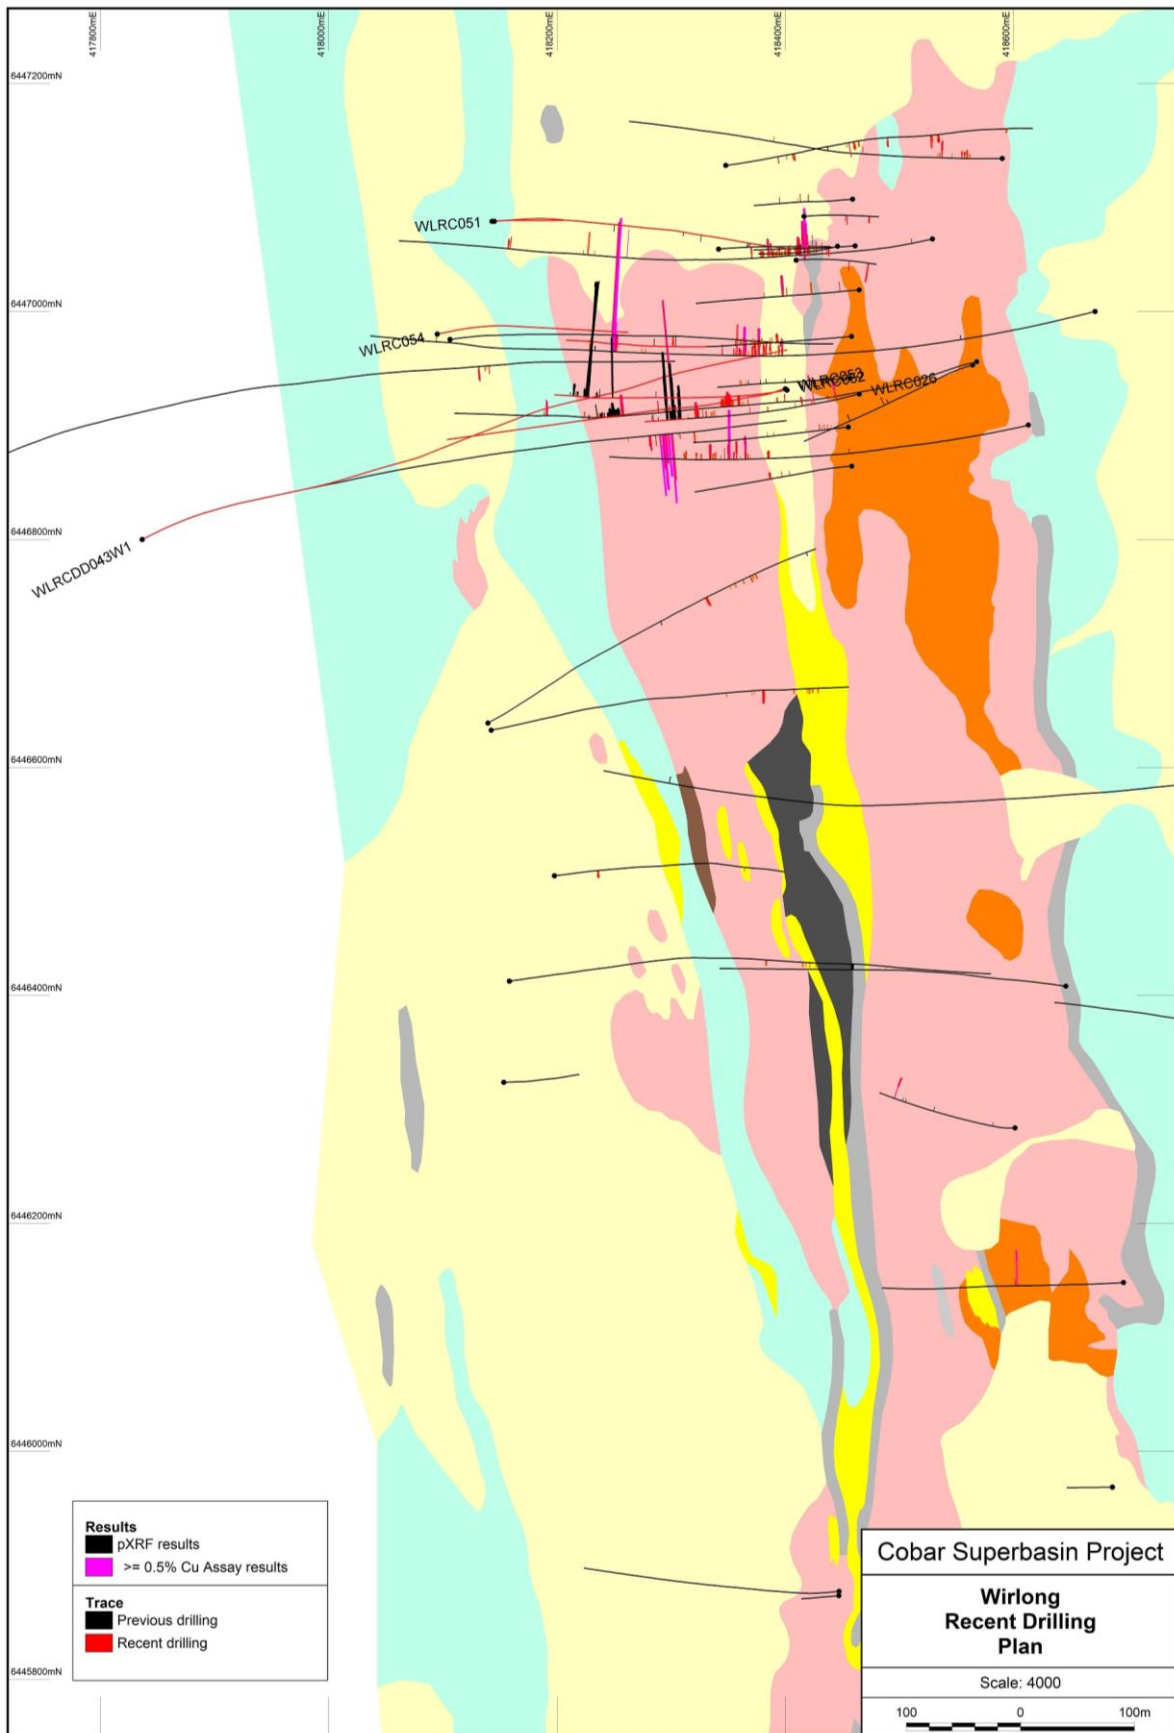 417800mE
418000mE
418200mE
418400mE
418600mE
6447200mN
WLRC051
6447000mN
WLRC054
WLRC053
WLRC026
6446800mN
WLRCDD043W1
6446600mN
6446400mN
6446200mN
6446000mN
Results
pXRF results
>= 0.5% Cu Assay results
Trace
Previous drilling
Recent drilling
6445800mN
Cobar Superbasin Project
Wirlong
Recent Drilling
Plan
Scale: 4000
100 0 100m